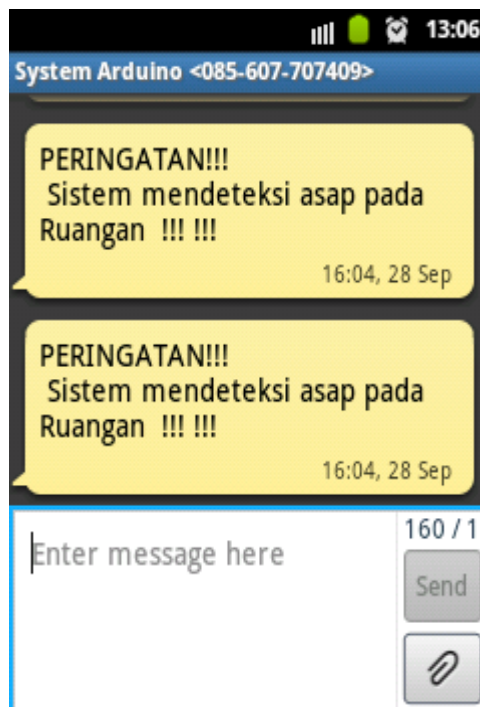 13:06
System Arduino <085-607-707409>
PERINGATAN!!!
Sistem mendeteksi asap pada
Ruangan !!! !!!
16:04, 28 Sep
PERINGATAN!!!
Sistem mendeteksi asap pada
Ruangan !!! !!!
16:04, 28 Sep
160 / 1
Enter message here
Send